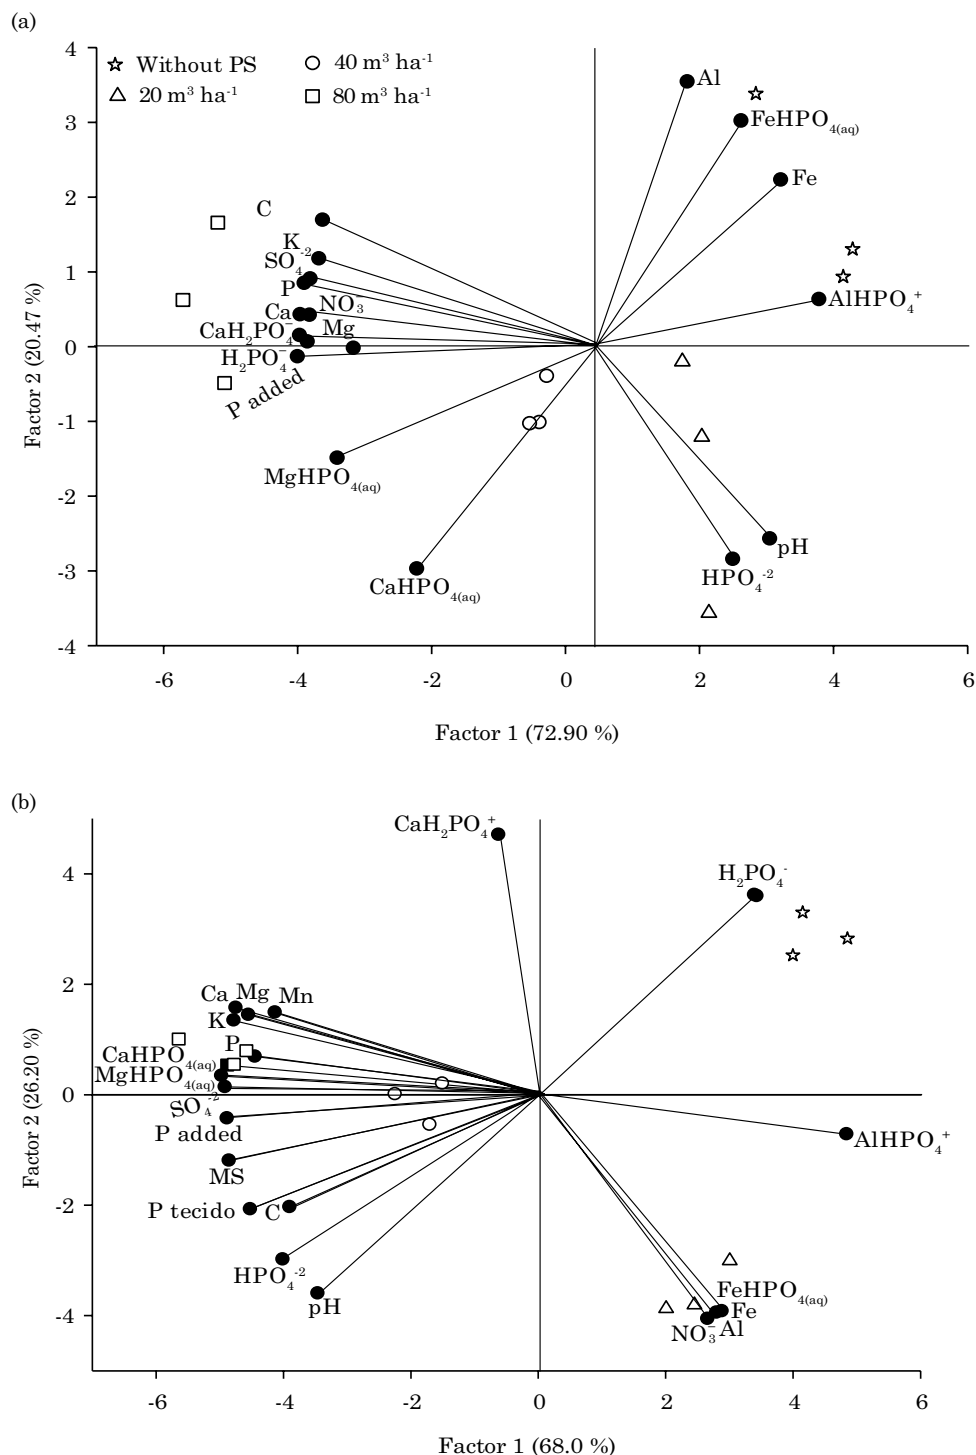 (a)
4
☆ Without PS ○ 40 m³ ha⁻¹
△ 20 m³ ha⁻¹ □ 80 m³ ha⁻¹
Al
FeHPO₄₍ₐq₎
3
Fe
2
C
K
SO₄⁻²
1
P
AlHPO₄⁺
NO₃⁻
Ca
Mg
CaH₂PO₄⁻
0
H₂PO₄⁻
P added
-1
MgHPO₄₍ₐq₎
-2
pH
-3
HPO₄⁻²
CaHPO₄₍ₐq₎
-4
Factor 2 (20.47 %)
-6 -4 -2 0 2 4 6
Factor 1 (72.90 %)
(b)
CaH₂PO₄⁺
4
H₂PO₄⁻
2
Ca Mg Mn
K
P
CaHPO₄₍ₐq₎
MgHPO₄₍ₐq₎
0
SO₄⁻²
P added
AlHPO₄⁺
MS
-2
P tecido C
HPO₄⁻²
FeHPO₄₍ₐq₎
pH
Fe
-4
NO₃⁻ Al
Factor 2 (26.20 %)
-6 -4 -2 0 2 4 6
Factor 1 (68.0 %)